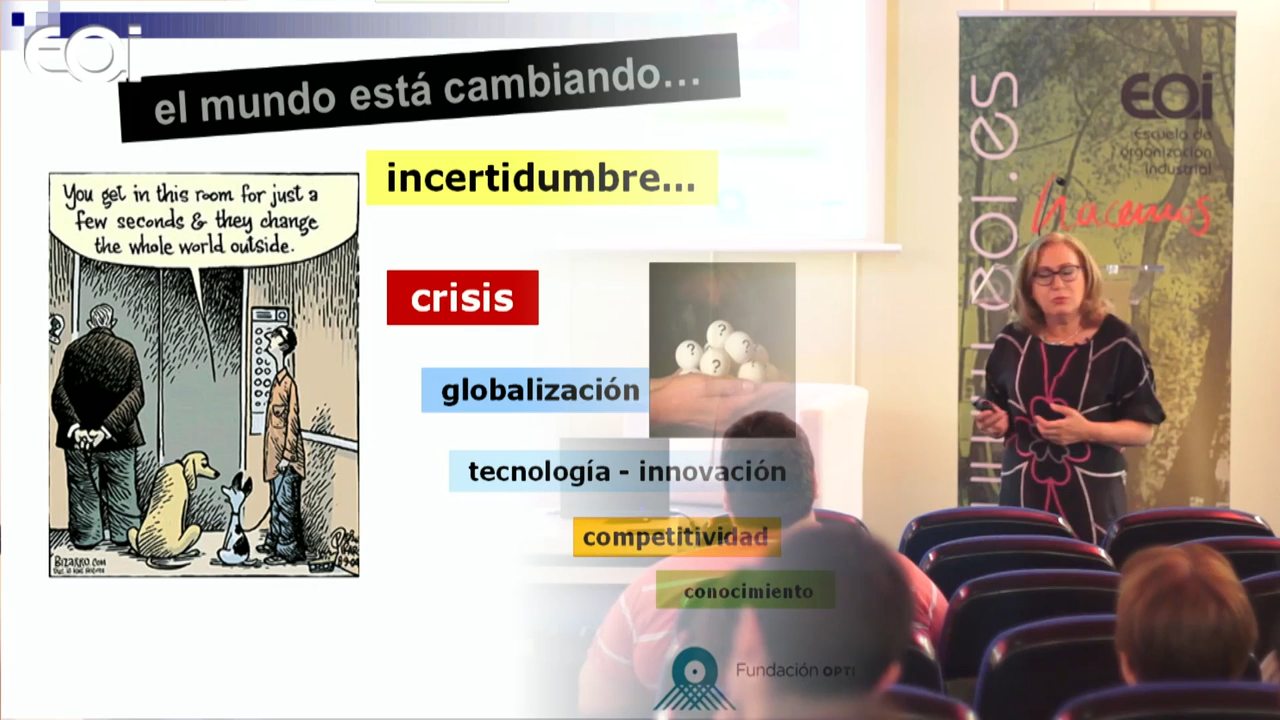 EOi
el mundo está cambiando...
incertidumbre...
You get in this room for just a
few seconds & they change
the whole world outside.
crisis
globalización
tecnología - innovación
competitividad
conocimiento
BIZARRO.COM
Fundación OPTI
?
?
?
?
?
eoi.es
EOi
Escuela de
organización
industrial
hacemos